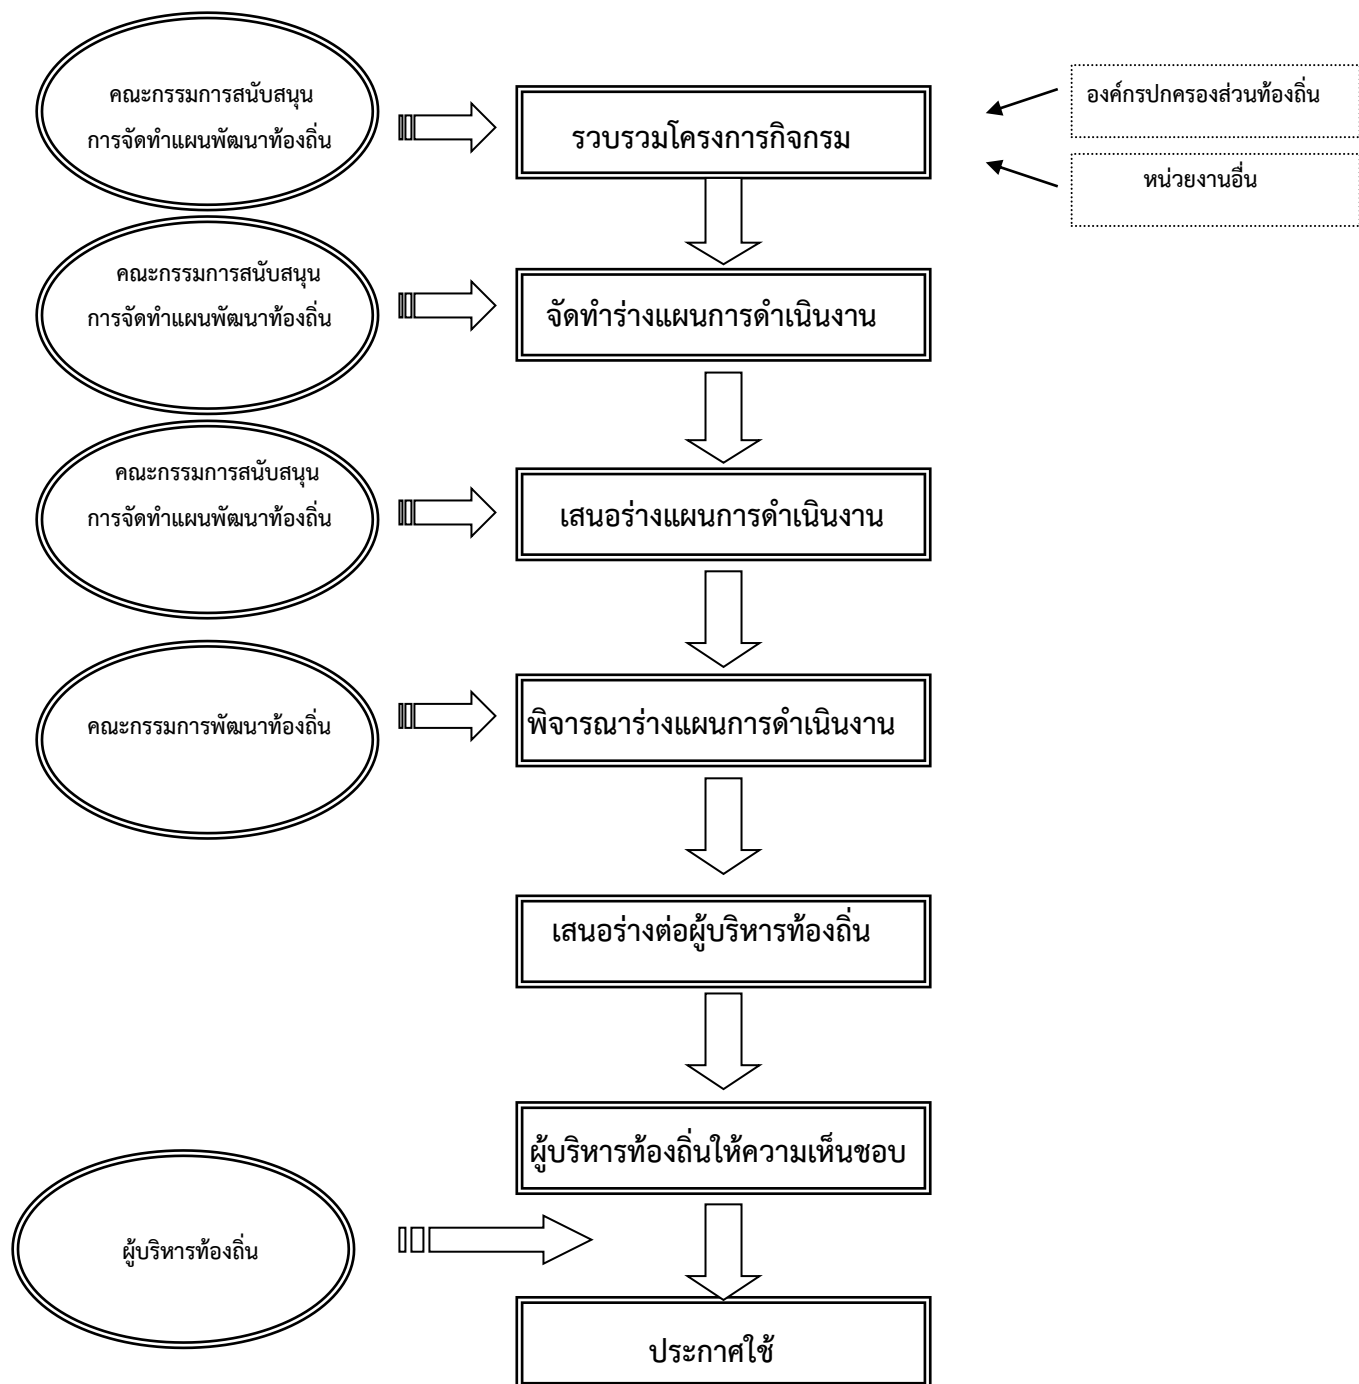 คณะกรรมการสนับสนุน
การจัดทำแผนพัฒนาท้องถิ่น
รวบรวมโครงการกิจกรม
องค์กรปกครองส่วนท้องถิ่น
หน่วยงานอื่น
คณะกรรมการสนับสนุน
การจัดทำแผนพัฒนาท้องถิ่น
จัดทำร่างแผนการดำเนินงาน
คณะกรรมการสนับสนุน
การจัดทำแผนพัฒนาท้องถิ่น
เสนอร่างแผนการดำเนินงาน
คณะกรรมการพัฒนาท้องถิ่น
พิจารณาร่างแผนการดำเนินงาน
เสนอร่างต่อผู้บริหารท้องถิ่น
ผู้บริหารท้องถิ่นให้ความเห็นชอบ
ผู้บริหารท้องถิ่น
ประกาศใช้